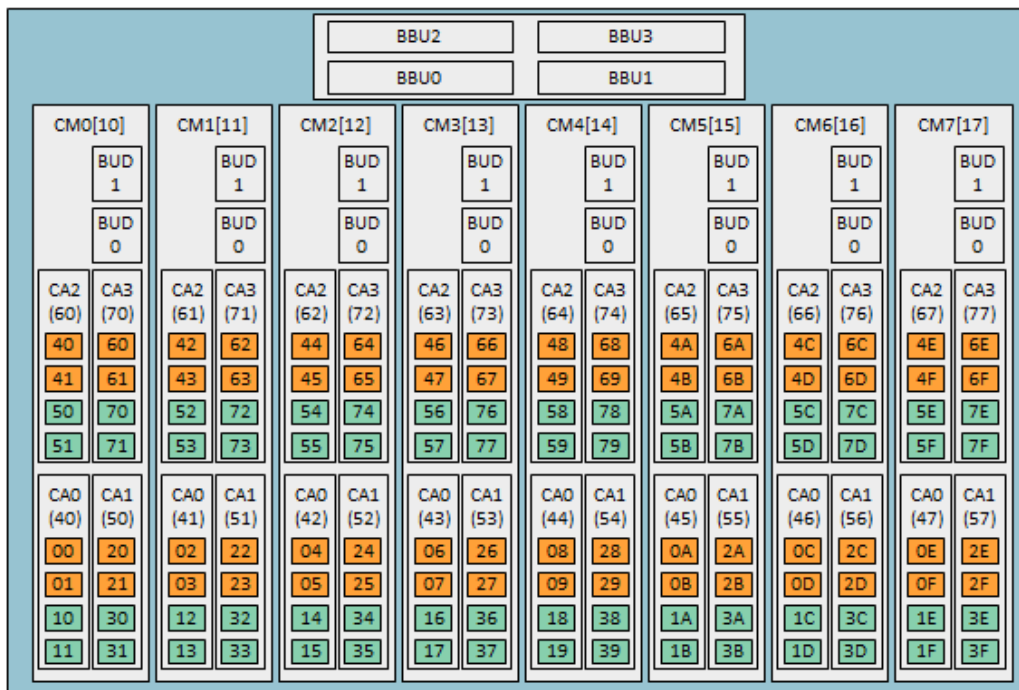 BBU2 BBU3
BBU0 BBU1
CM0[10] CM1[11] CM2[12] CM3[13] CM4[14] CM5[15] CM6[16] CM7[17]
BUD BUD BUD BUD BUD BUD BUD BUD
1 1 1 1 1 1 1 1
BUD BUD BUD BUD BUD BUD BUD BUD
0 0 0 0 0 0 0 0
CA2 CA3 CA2 CA3 CA2 CA3 CA2 CA3 CA2 CA3 CA2 CA3 CA2 CA3 CA2 CA3
(60) (70) (61) (71) (62) (72) (63) (73) (64) (74) (65) (75) (66) (76) (67) (77)
40 60 42 62 44 64 46 66 48 68 4A 6A 4C 6C 4E 6E
41 61 43 63 45 65 47 67 49 69 4B 6B 4D 6D 4F 6F
50 70 52 72 54 74 56 76 58 78 5A 7A 5C 7C 5E 7E
51 71 53 73 55 75 57 77 59 79 5B 7B 5D 7D 5F 7F
CA0 CA1 CA0 CA1 CA0 CA1 CA0 CA1 CA0 CA1 CA0 CA1 CA0 CA1 CA0 CA1
(40) (50) (41) (51) (42) (52) (43) (53) (44) (54) (45) (55) (46) (56) (47) (57)
00 20 02 22 04 24 06 26 08 28 0A 2A 0C 2C 0E 2E
01 21 03 23 05 25 07 27 09 29 0B 2B 0D 2D 0F 2F
10 30 12 32 14 34 16 36 18 38 1A 3A 1C 3C 1E 3E
11 31 13 33 15 35 17 37 19 39 1B 3B 1D 3D 1F 3F